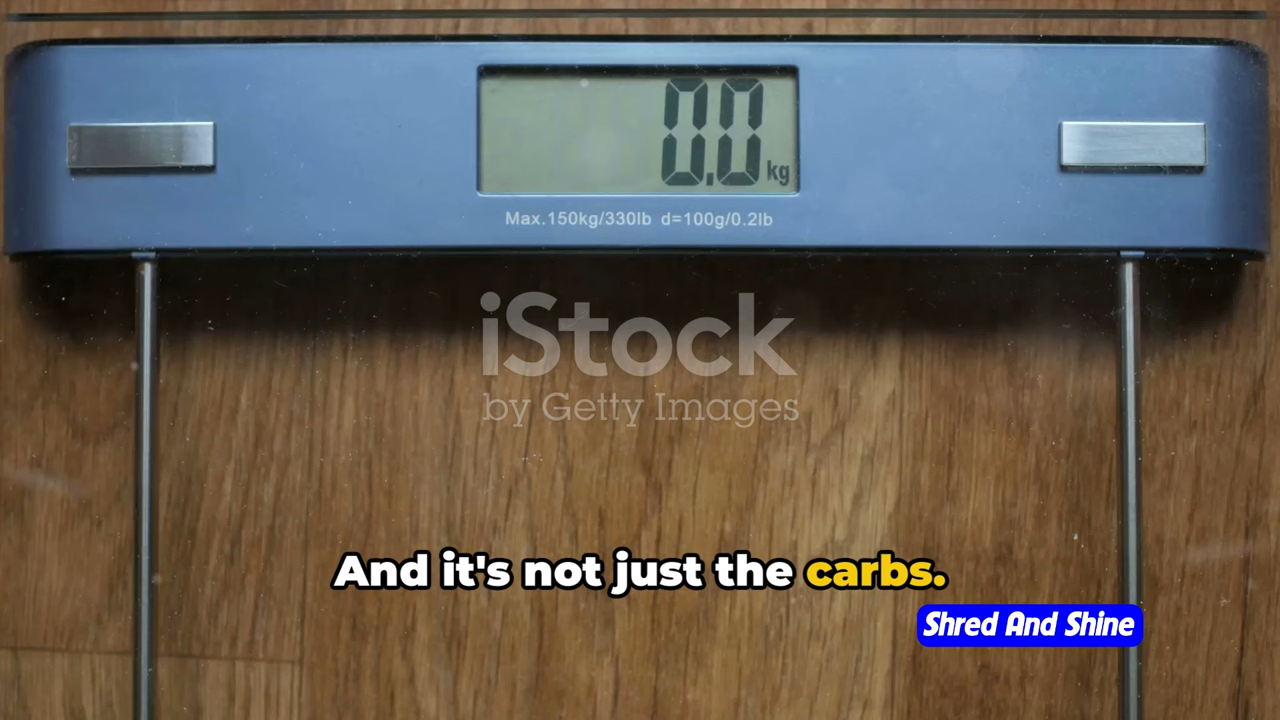 0.0 kg
Max.150kg/330lb d=100g/0.2lb
iStock
by Getty Images
And it's not just the carbs.
Shred And Shine